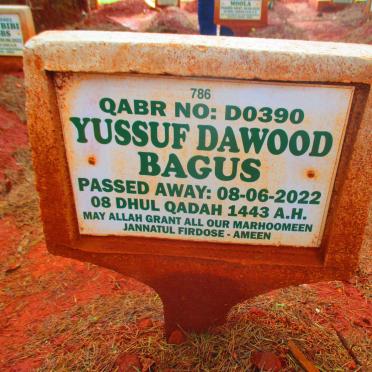 MOOLA
786
QABR NO: D0390
YUSSUF DAWOOD
BAGUS
PASSED AWAY: 08-06-2022
08 DHUL QADAH 1443 A.H.
MAY ALLAH GRANT ALL OUR MARHOOMEEN
JANNATUL FIRDOSE - AMEEN